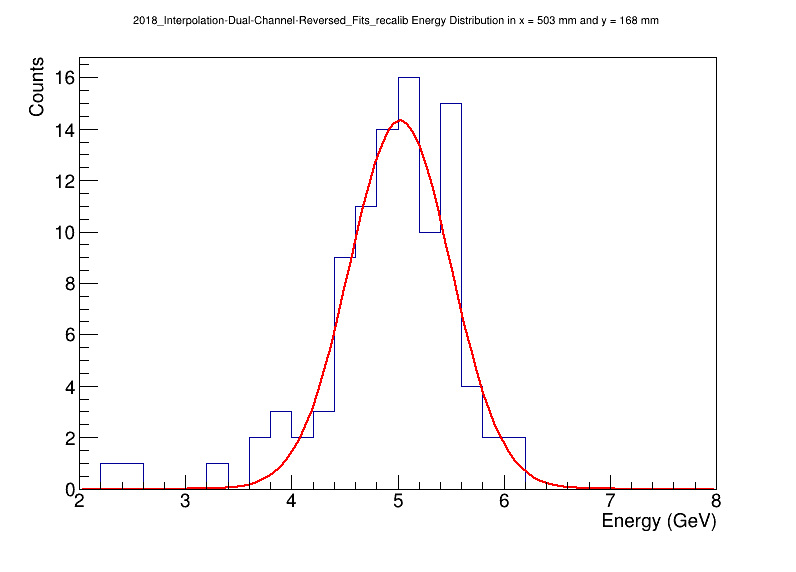 2018_Interpolation-Dual-Channel-Reversed_Fits_recalib Energy Distribution in x = 503 mm and y = 168 mm
Counts
16
14
12
10
8
6
4
2
0
2 3 4 5 6 7 8
Energy (GeV)